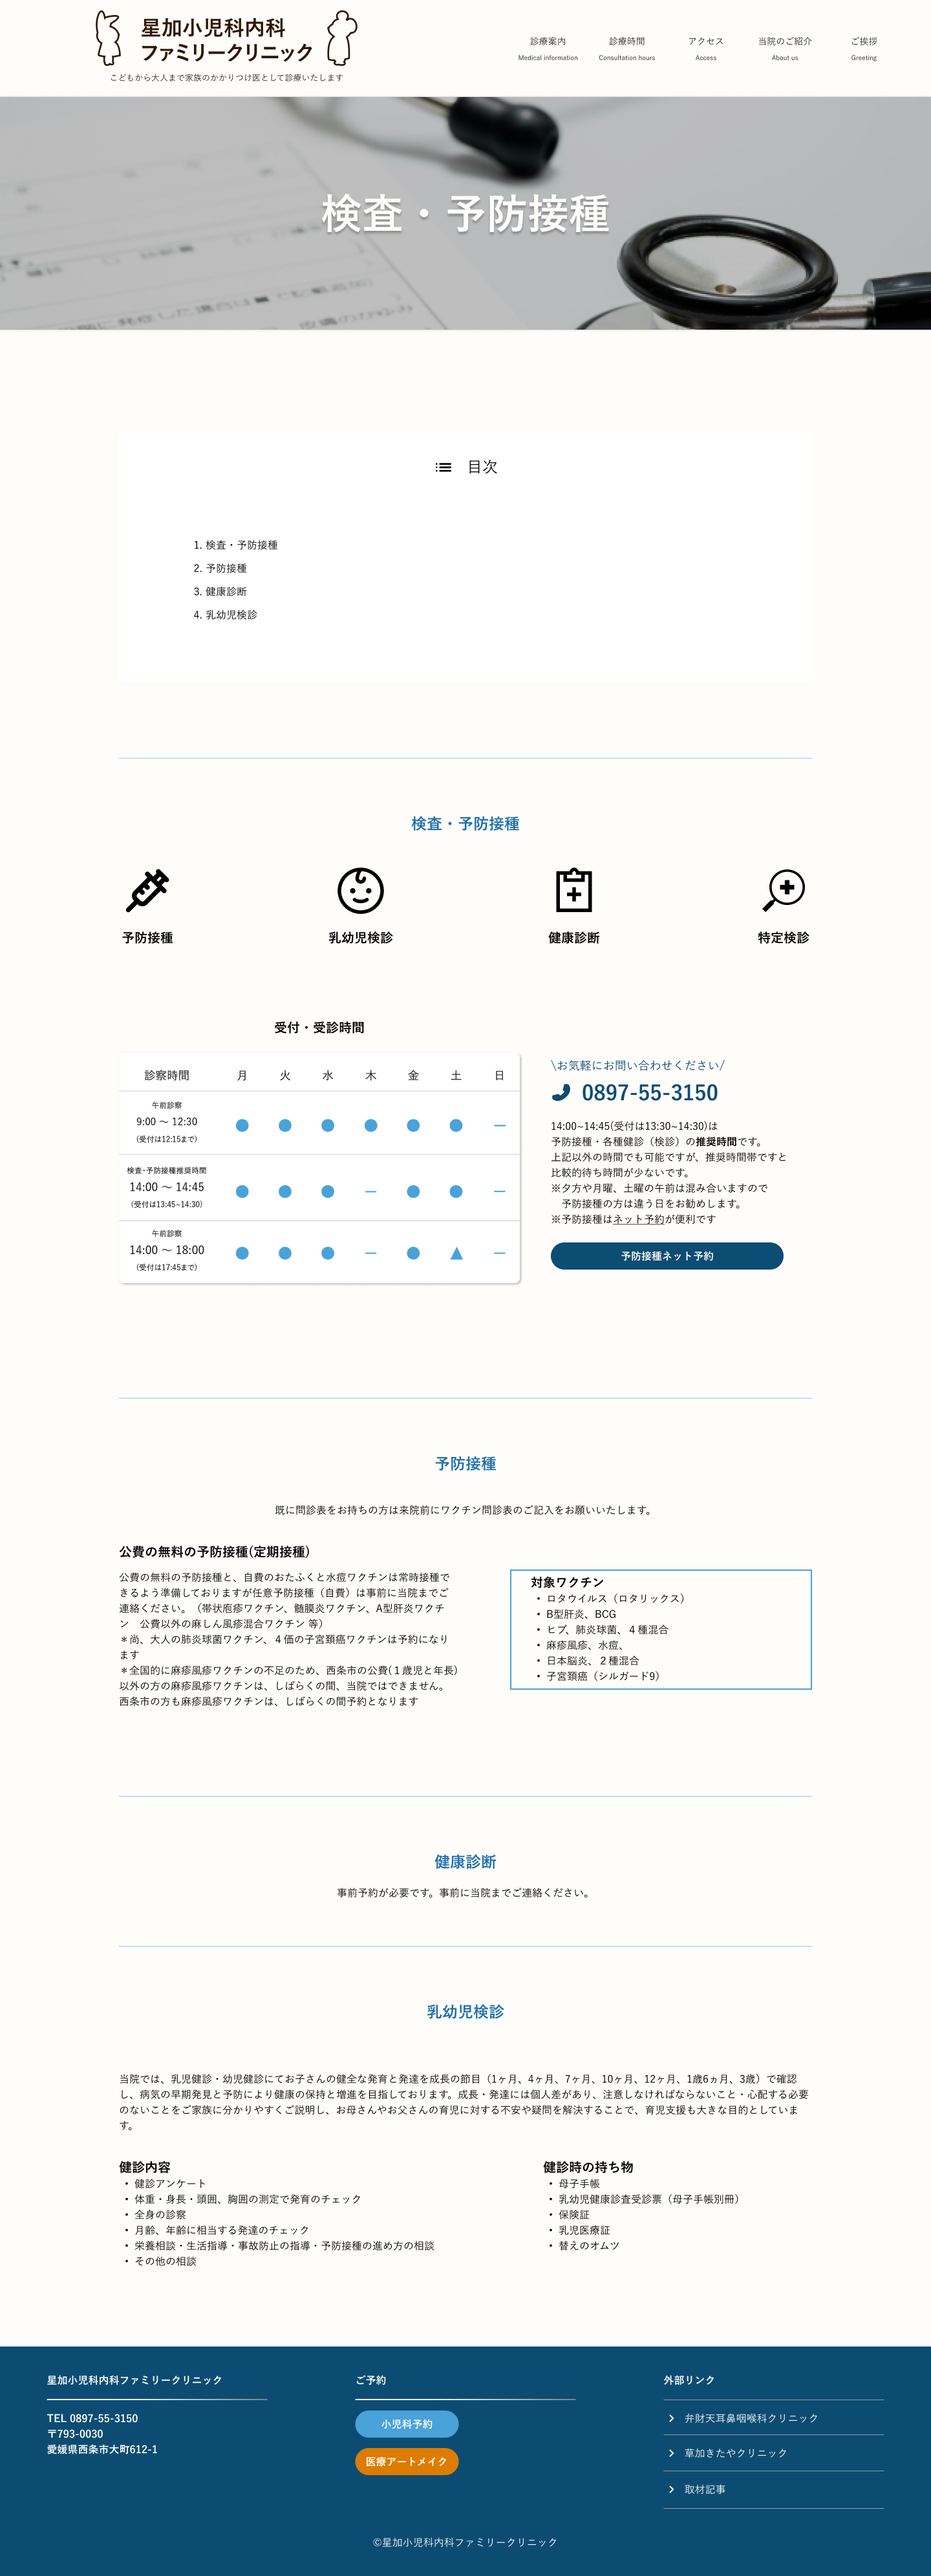 星加小児科内科
ファミリークリニック
こどもから大人まで家族のかかりつけ医として診療いたします
診療案内
Medical information
診療時間
Consultation hours
アクセス
Access
当院のご紹介
About us
ご挨拶
Greeting
検査・予防接種
目次
1. 検査・予防接種
2. 予防接種
3. 健康診断
4. 乳幼児検診
検査・予防接種
予防接種
乳幼児検診
健康診断
特定検診
受付・受診時間
診察時間 月 火 水 木 金 土 日
午前診察
9:00 〜 12:30 ● ● ● ● ● ● ー
(受付は12:15まで)
検査･予防接種推奨時間
14:00 〜 14:45 ● ● ● ー ● ● ー
(受付は13:45~14:30)
午前診察
14:00 〜 18:00 ● ● ● ー ● ▲ ー
(受付は17:45まで)
\お気軽にお問い合わせください/
0897-55-3150
14:00~14:45(受付は13:30~14:30)は
予防接種・各種健診（検診）の推奨時間です。
上記以外の時間でも可能ですが、推奨時間帯ですと
比較的待ち時間が少ないです。
※夕方や月曜、土曜の午前は混み合いますので
予防接種の方は違う日をお勧めします。
※予防接種はネット予約が便利です
予防接種ネット予約
予防接種
既に問診表をお持ちの方は来院前にワクチン問診表のご記入をお願いいたします。
公費の無料の予防接種(定期接種)
公費の無料の予防接種と、自費のおたふくと水痘ワクチンは常時接種で
きるよう準備しておりますが任意予防接種（自費）は事前に当院までご
連絡ください。（帯状庖疹ワクチン、髄膜炎ワクチン、A型肝炎ワクチ
ン　公費以外の麻しん風疹混合ワクチン 等）
＊尚、大人の肺炎球菌ワクチン、４価の子宮頚癌ワクチンは予約になり
ます
＊全国的に麻疹風疹ワクチンの不足のため、西条市の公費(１歳児と年長)
以外の方の麻疹風疹ワクチンは、しばらくの間、当院ではできません。
西条市の方も麻疹風疹ワクチンは、しばらくの間予約となります
対象ワクチン
• ロタウイルス（ロタリックス）
• B型肝炎、BCG
• ヒブ、肺炎球菌、４種混合
• 麻疹風疹、水痘、
• 日本脳炎、２種混合
• 子宮頚癌（シルガード9）
健康診断
事前予約が必要です。事前に当院までご連絡ください。
乳幼児検診
当院では、乳児健診・幼児健診にてお子さんの健全な発育と発達を成長の節目（1ヶ月、4ヶ月、7ヶ月、10ヶ月、12ヶ月、1歳6ヵ月、3歳）で確認
し、病気の早期発見と予防により健康の保持と増進を目指しております。成長・発達には個人差があり、注意しなければならないこと・心配する必要
のないことをご家族に分かりやすくご説明し、お母さんやお父さんの育児に対する不安や疑問を解決することで、育児支援も大きな目的としていま
す。
健診内容
• 健診アンケート
• 体重・身長・頭囲、胸囲の測定で発育のチェック
• 全身の診察
• 月齢、年齢に相当する発達のチェック
• 栄養相談・生活指導・事故防止の指導・予防接種の進め方の相談
• その他の相談
健診時の持ち物
• 母子手帳
• 乳幼児健康診査受診票（母子手帳別冊）
• 保険証
• 乳児医療証
• 替えのオムツ
星加小児科内科ファミリークリニック
TEL 0897-55-3150
〒793-0030
愛媛県西条市大町612-1
ご予約
小児科予約
医療アートメイク
外部リンク
弁財天耳鼻咽喉科クリニック
草加きたやクリニック
取材記事
©星加小児科内科ファミリークリニック